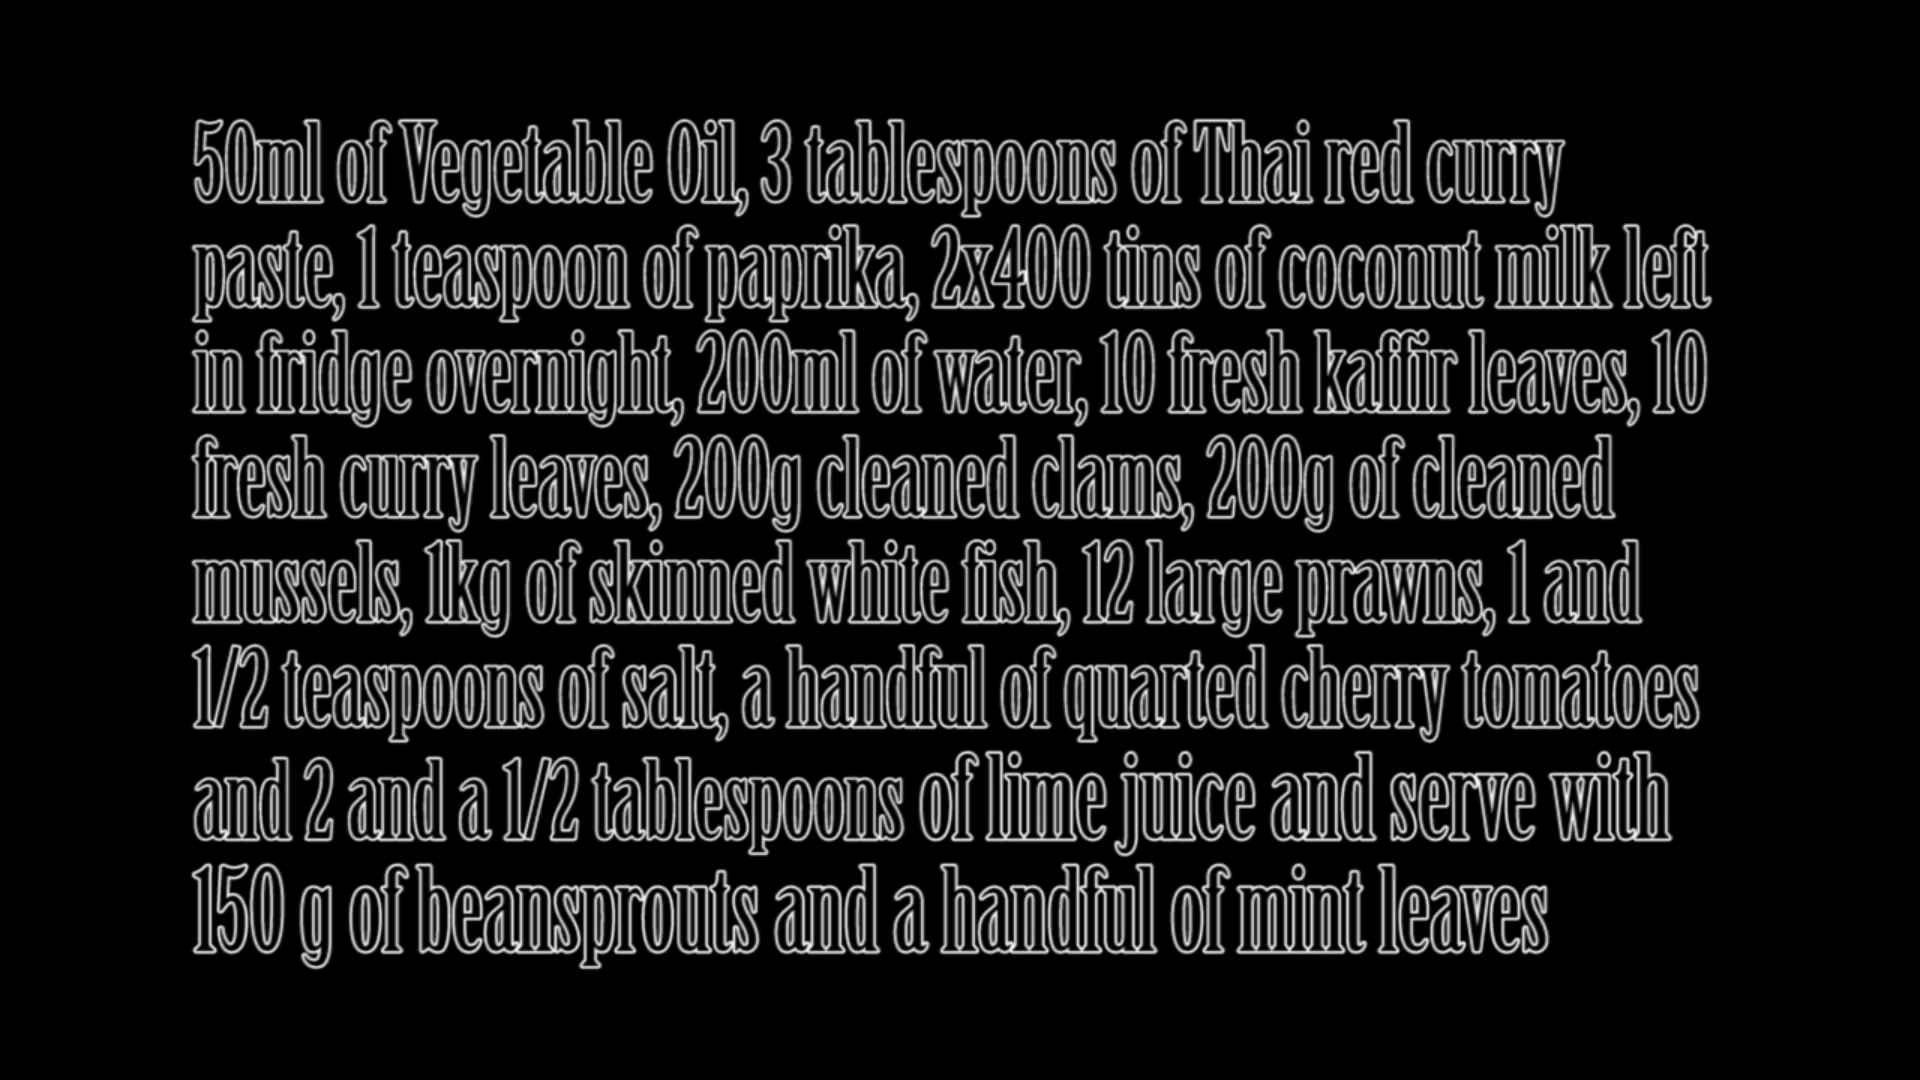 50ml of Vegetable Oil, 3 tablespoons of Thai red curry
paste, 1 teaspoon of paprika, 2x400 tins of coconut milk left
in fridge overnight, 200ml of water, 10 fresh kaffir leaves, 10
fresh curry leaves, 200g cleaned clams, 200g of cleaned
mussels, 1kg of skinned white fish, 12 large prawns, 1 and
1/2 teaspoons of salt, a handful of quarted cherry tomatoes
and 2 and a 1/2 tablespoons of lime juice and serve with
150 g of beansprouts and a handful of mint leaves